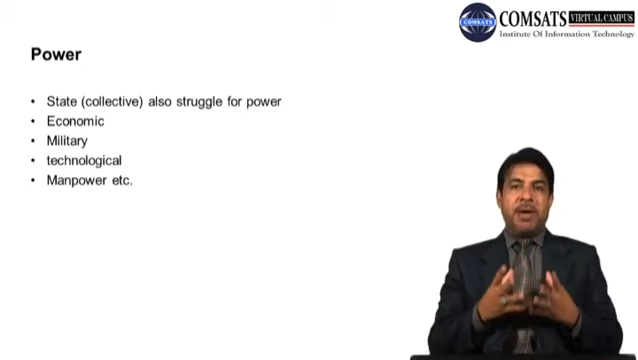 COMSATS
COMSATS VIRTUAL CAMPUS
Institute Of Information Technology
Power
• State (collective) also struggle for power
• Economic
• Military
• technological
• Manpower etc.